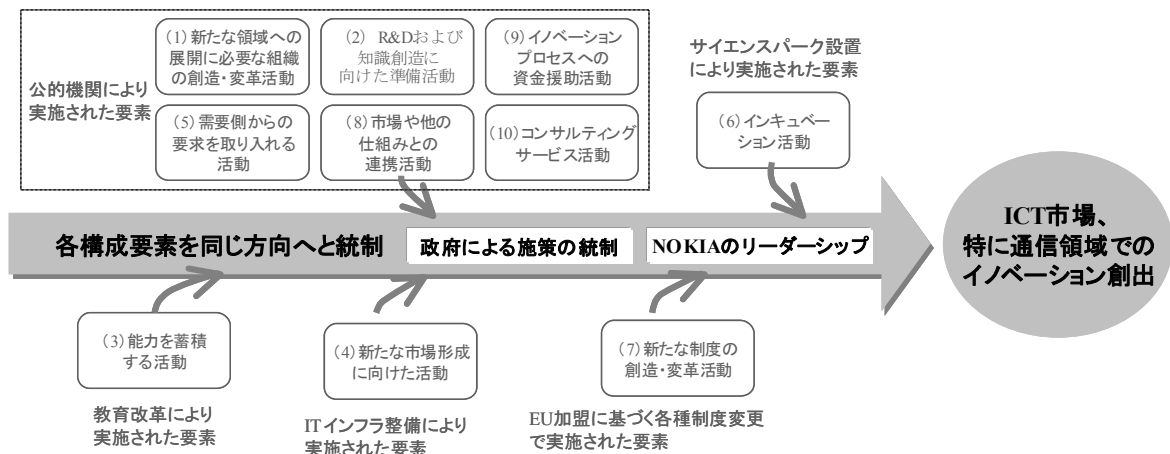 公的機関により
実施された要素
(1)新たな領域への
展開に必要な組織
の創造・変革活動
(2) R&Dおよび
知識創造に
向けた準備活動
(9)イノベーション
プロセスへの
資金援助活動
(5)需要側からの
要求を取り入れる
活動
(8)市場や他の
仕組みとの
連携活動
(10)コンサルティング
サービス活動
サイエンスパーク設置
により実施された要素
(6)インキュベー
ション活動
各構成要素を同じ方向へと統制
政府による施策の統制
NOKIAのリーダーシップ
ICT市場、
特に通信領域での
イノベーション創出
(3)能力を蓄積
する活動
教育改革により
実施された要素
(4)新たな市場形成
に向けた活動
ITインフラ整備により
実施された要素
(7)新たな制度の
創造・変革活動
EU加盟に基づく各種制度変更
で実施された要素